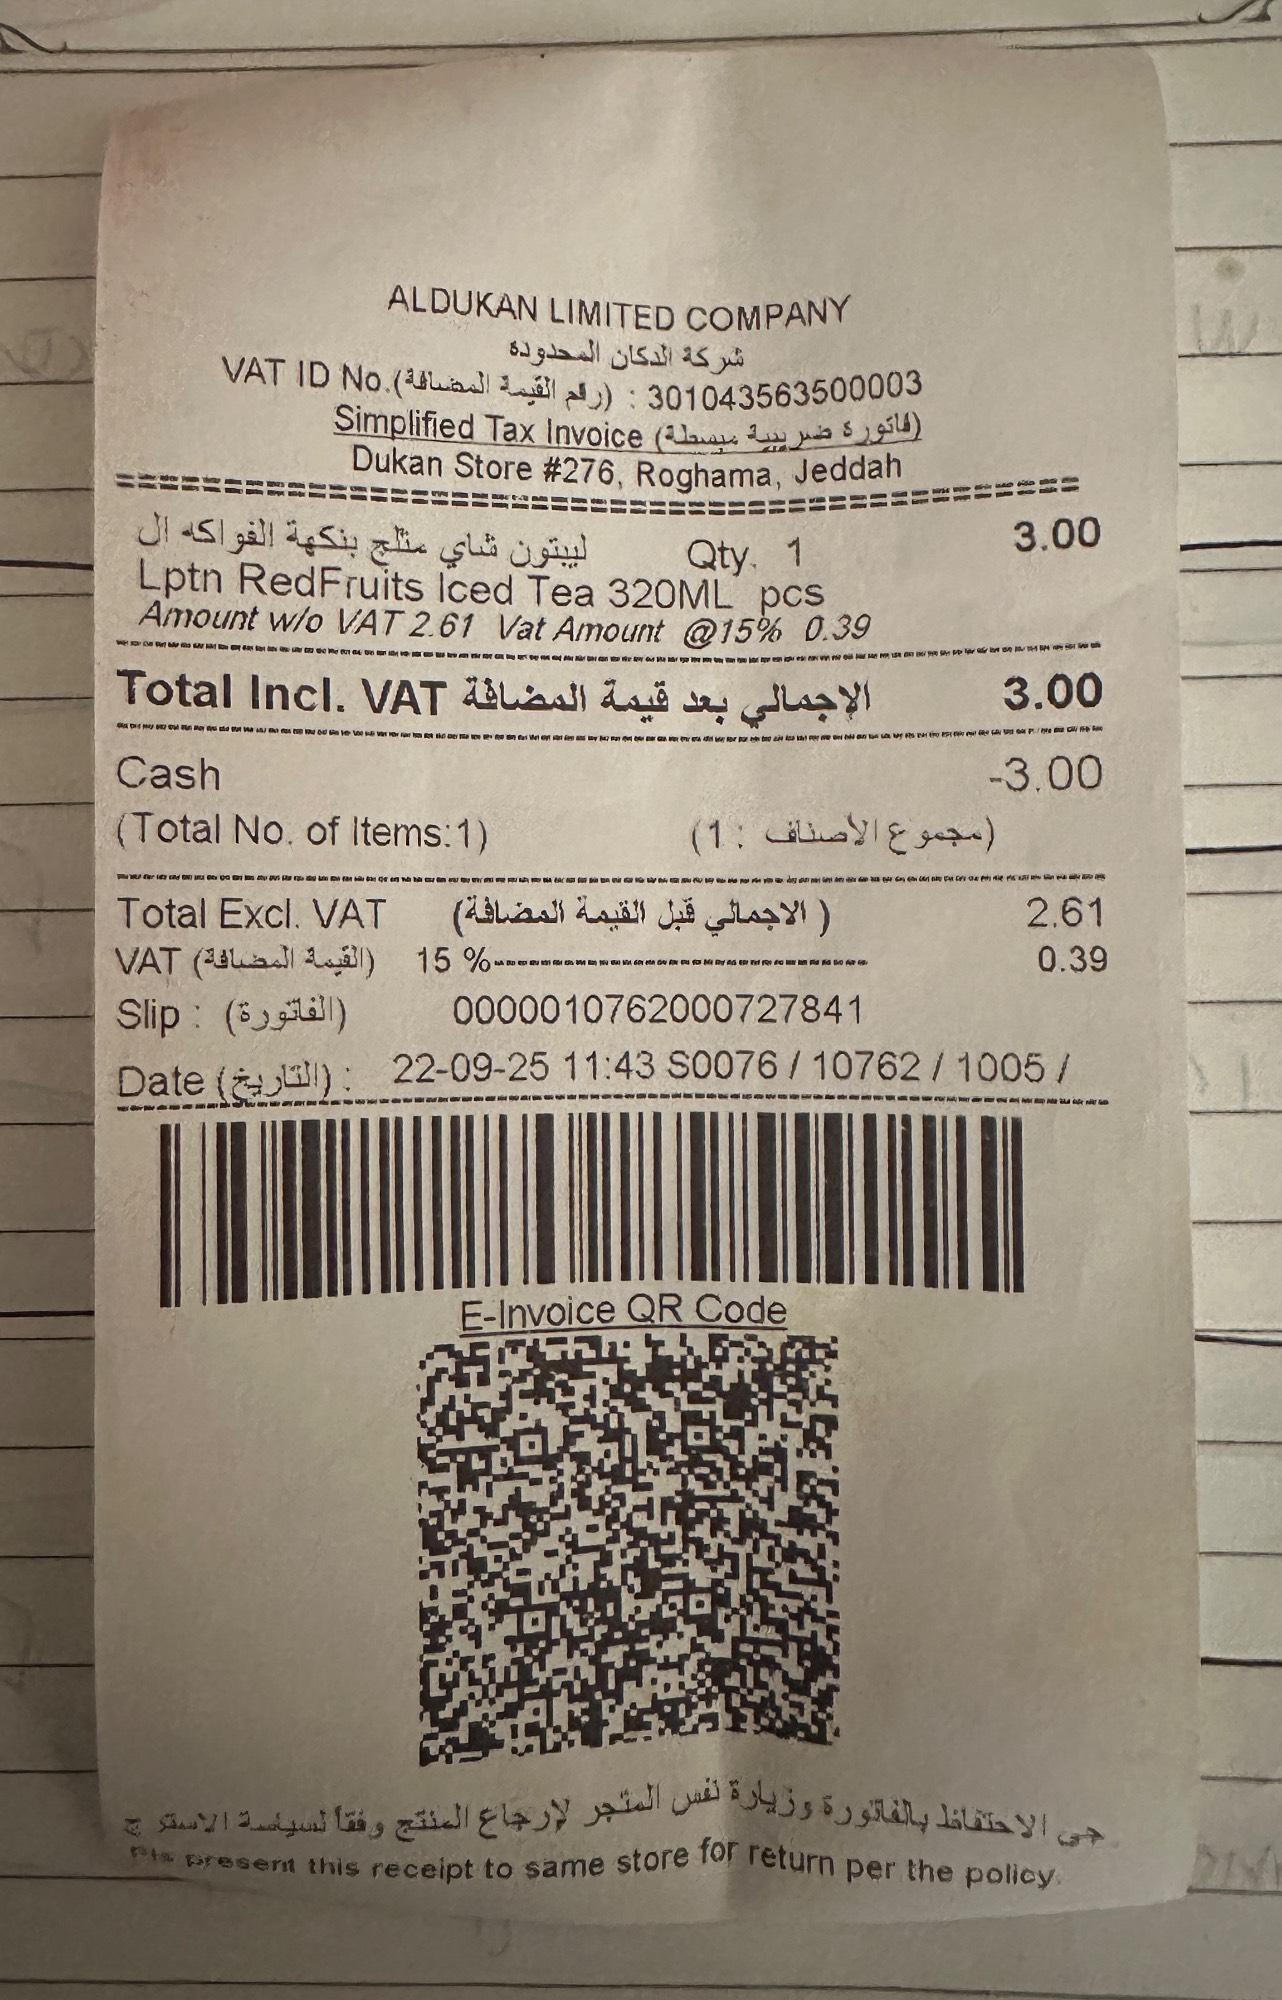 ALDUKAN LIMITED COMPANY
شركة الدكان المحدوده
VAT ID No.(رقم القيمة المضافة) : 301043563500003
Simplified Tax Invoice (فاتورة ضريبية مبسطة)
Dukan Store #276, Roghama, Jeddah
ليبتون شاي مثلج بنكهة الفواكه ال Qty. 1 3.00
Lptn RedFruits Iced Tea 320ML pcs
Amount w/o VAT 2.61 Vat Amount @15% 0.39
Total Incl. VAT الاجمالي بعد قيمة المضافة 3.00
Cash -3.00
(Total No. of Items:1) (مجموع الأصناف : 1)
Total Excl. VAT (الاجمالي قبل القيمة المضافة) 2.61
VAT (القيمة المضافة) 15 % 0.39
Slip : (الفاتورة) 0000010762000727841
Date (التاريخ) : 22-09-25 11:43 S0076 / 10762 / 1005 /
E-Invoice QR Code
الاحتفاظ بالفاتورة وزيارة نفس المتجر لإرجاع المنتج وفقاً لسياسة
present this receipt to same store for return per the policy.